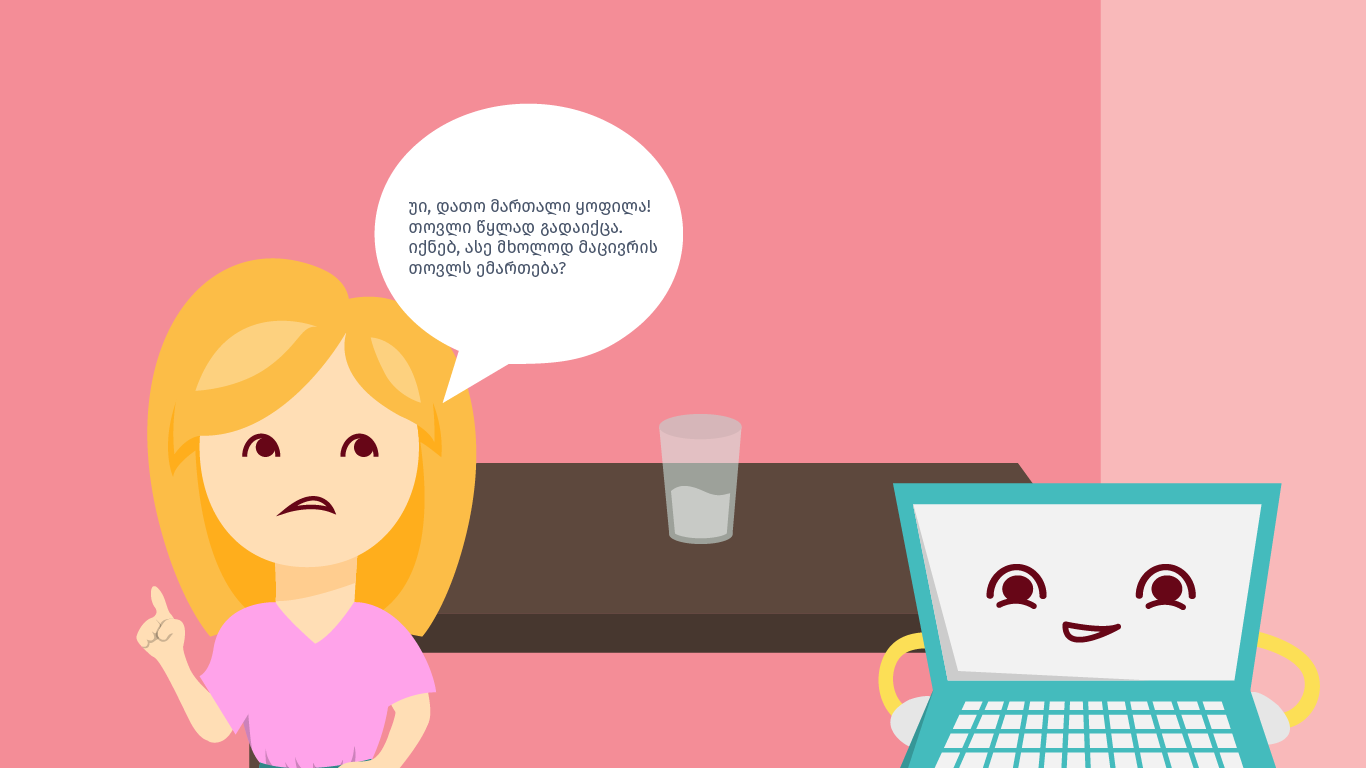 უი, დათო მართალი ყოფილა!
თოვლი წყლად გადაიქცა.
იქნებ, ასე მხოლოდ მაცივრის
თოვლს ემართება?